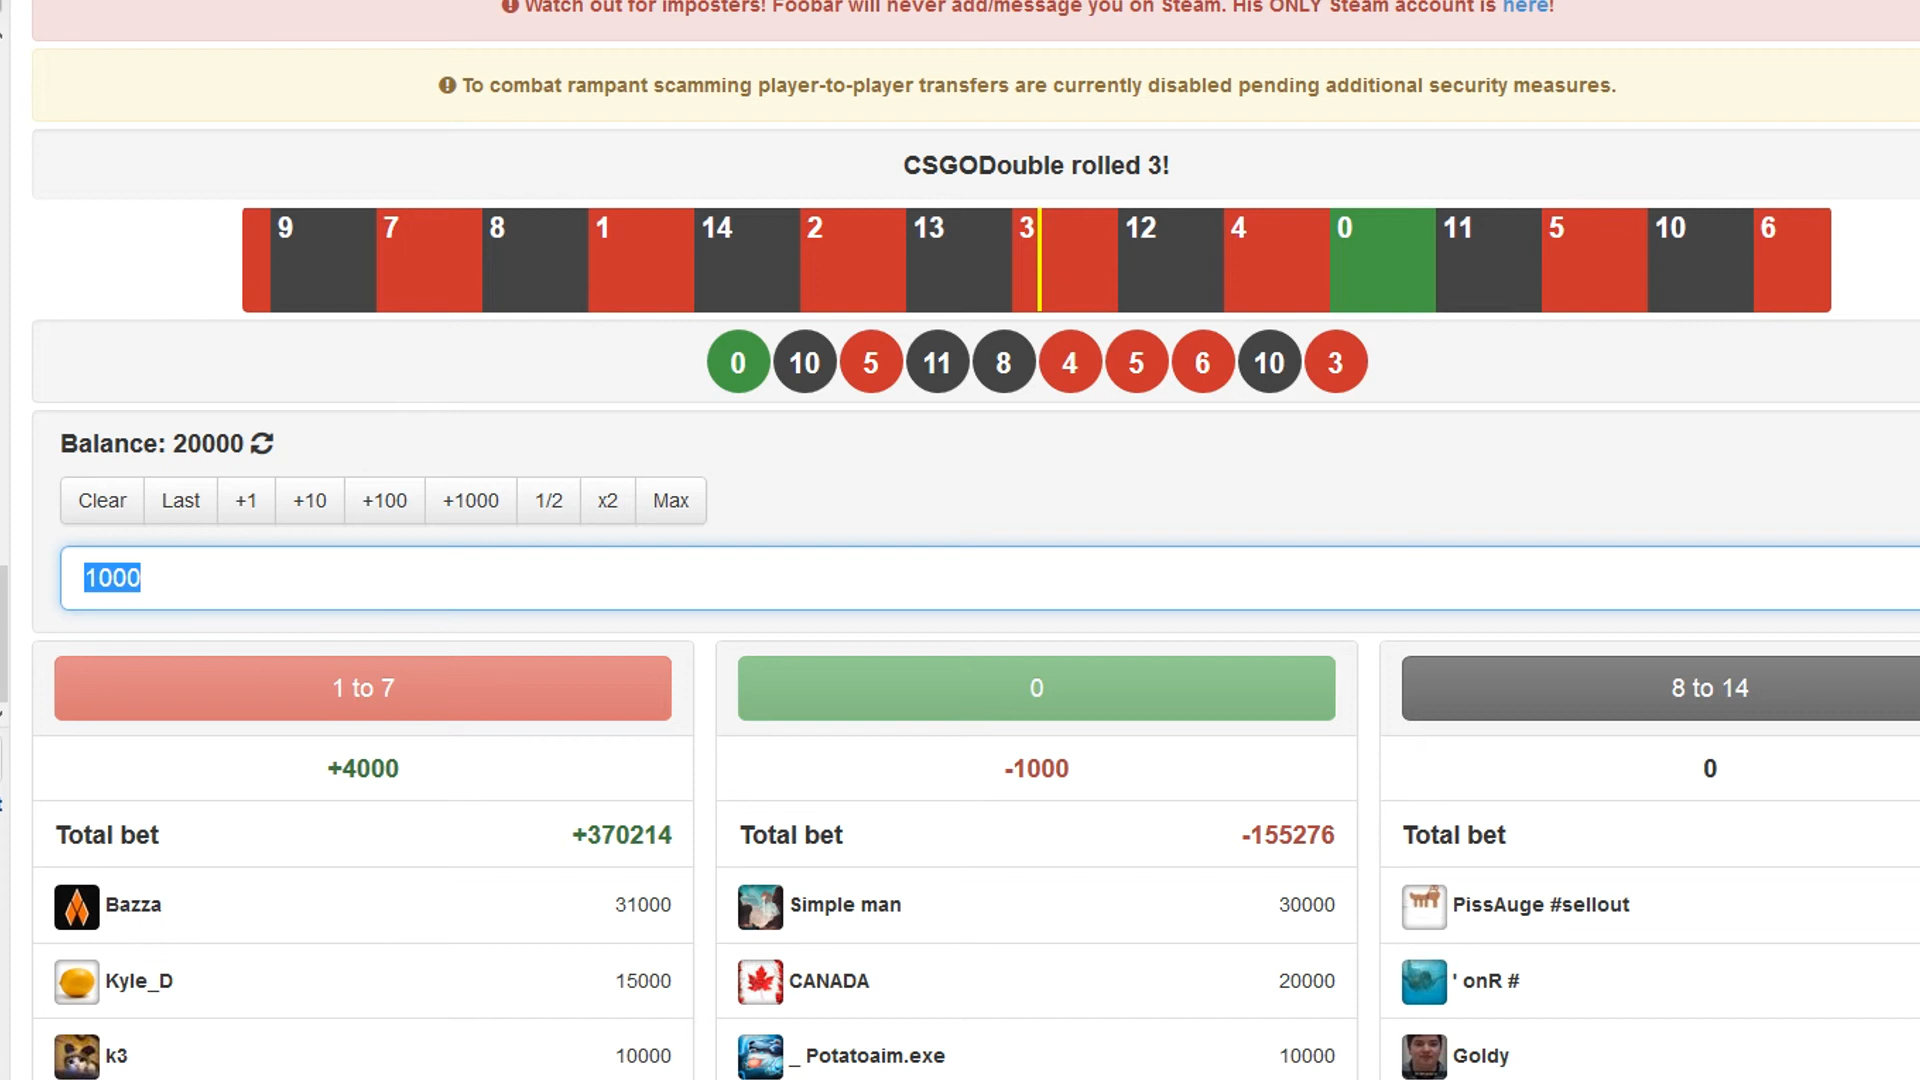 Watch out for imposters! Foobar will never add/message you on Steam. His ONLY Steam account is here!
To combat rampant scamming player-to-player transfers are currently disabled pending additional security measures.
CSGODouble rolled 3!
9 7 8 1 14 2 13 3 12 4 0 11 5 10 6
0 10 5 11 8 4 5 6 10 3
Balance: 20000
Clear Last +1 +10 +100 +1000 1/2 x2 Max
1000
1 to 7 0 8 to 14
+4000 -1000 0
Total bet +370214 Total bet -155276 Total bet
Bazza 31000 Simple man 30000 PissAuge #sellout
Kyle_D 15000 CANADA 20000 ' onR #
k3 10000 _ Potatoaim.exe 10000 Goldy